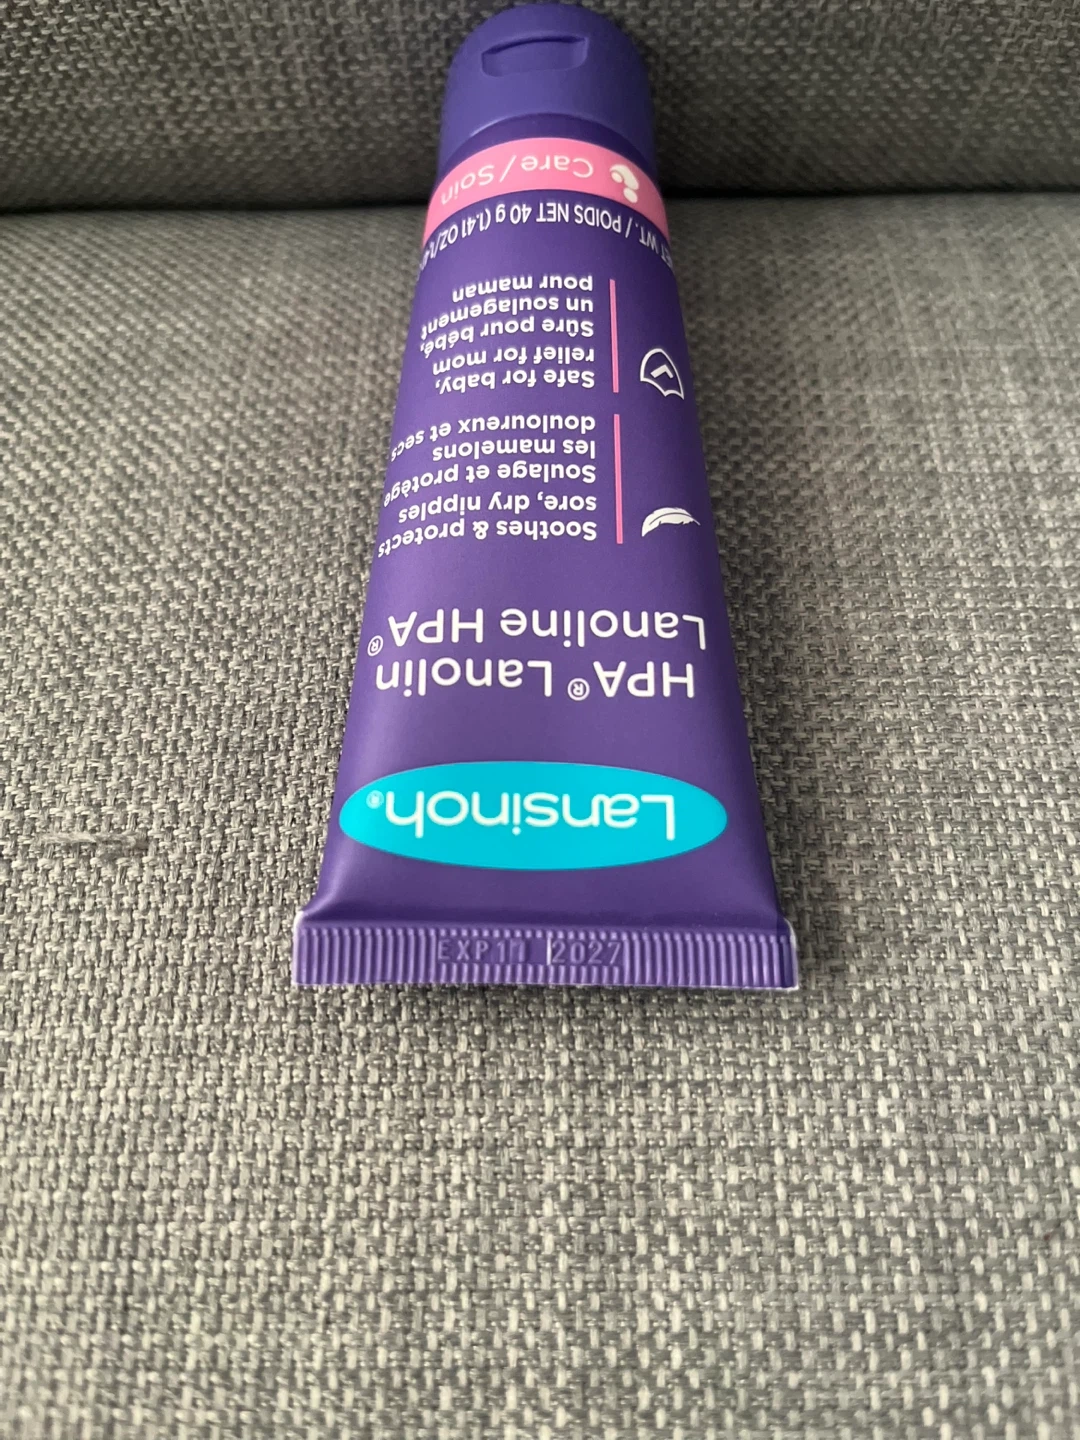 Lansinoh®
HPA® Lanolin
Lanoline HPA®
Soothes & protects
sore, dry nipples
Soulage et protège
les mamelons
douloureux et secs
Safe for baby,
relief for mom
Sûre pour bébé,
un soulagement
pour maman
WT. / POIDS NET 40 g (1.41 OZ/
Care/Soin
EXP11 2027